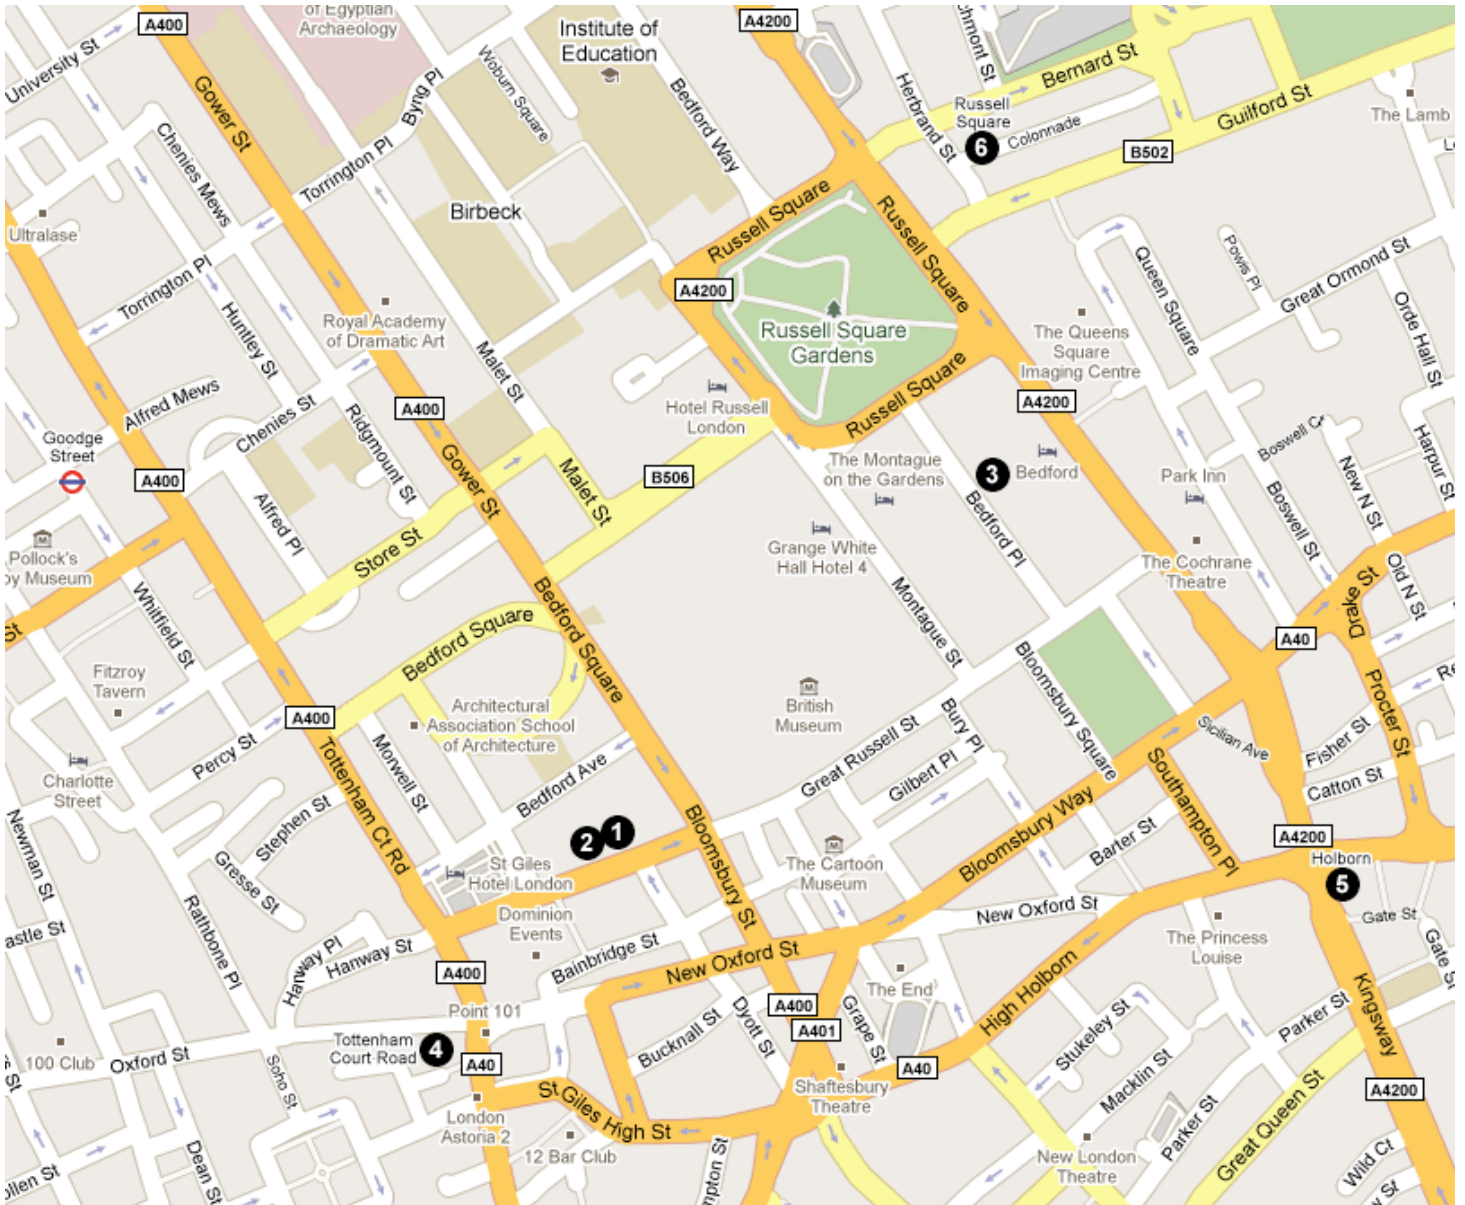 of Egyptian
Archaeology
A400
University St
Gower St
Byng Pl
Woburn Square
Institute of
Education
A4200
Bedford Way
Herbrand St
Bernard St
Russell
Square
6
Colonnade
Guilford St
B502
The Lamb
Chenies Mews
Torrington Pl
Birbeck
Russell Square
Russell Square
Ultralase
Torrington Pl
Huntley St
Royal Academy
of Dramatic Art
Malet St
A4200
Russell Square
Gardens
Russell Square
The Queens
Square
Imaging Centre
Queen Square
Powis Pl
Great Ormond St
Orde Hall St
Alfred Mews
Chenies St
Ridgmount St
A400
Hotel Russell
London
A4200
Goodge
Street
A400
Gower St
Malet St
B506
The Montague
on the Gardens
3
Bedford
Bedford Pl
Park Inn
Boswell St
New N St
Harpur St
Alfred Pl
Store St
Pollock's
oy Museum
Grange White
Hall Hotel 4
The Cochrane
Theatre
Old N St
Drake St
A40
Whitfield St
Bedford Square
Bedford Square
Montague St
Bloomsbury Square
Fitzroy
Tavern
Architectural
Association School
of Architecture
British
Museum
Bury Pl
Procter St
A400
Percy St
Morwell St
Tottenham Ct Rd
Bedford Ave
Great Russell St
Gilbert Pl
Sicilian Ave
Fisher St
Catton St
Charlotte
Street
Stephen St
Southampton Pl
Bloomsbury Way
Newman St
Gresse St
2
1
Bloomsbury St
The Cartoon
Museum
Barter St
A4200
Holborn
5
St Giles
Hotel London
Dominion
Events
Rathbone Pl
Hanway Pl
Hanway St
Bainbridge St
New Oxford St
New Oxford St
The Princess
Louise
Gate St
Gate S
astle St
A400
Point 101
The End
High Holborn
Kingsway
A400
A401
Dyott St
Grape St
Bucknall St
Stukeley St
Parker St
100 Club
Oxford St
Soho St
Tottenham
Court Road
4
A40
A40
Shaftesbury
Theatre
Macklin St
A4200
London
Astoria 2
St Giles High St
Parker St
Great Queen St
12 Bar Club
New London
Theatre
Wild Ct
Dean St
ollen St
mpton St